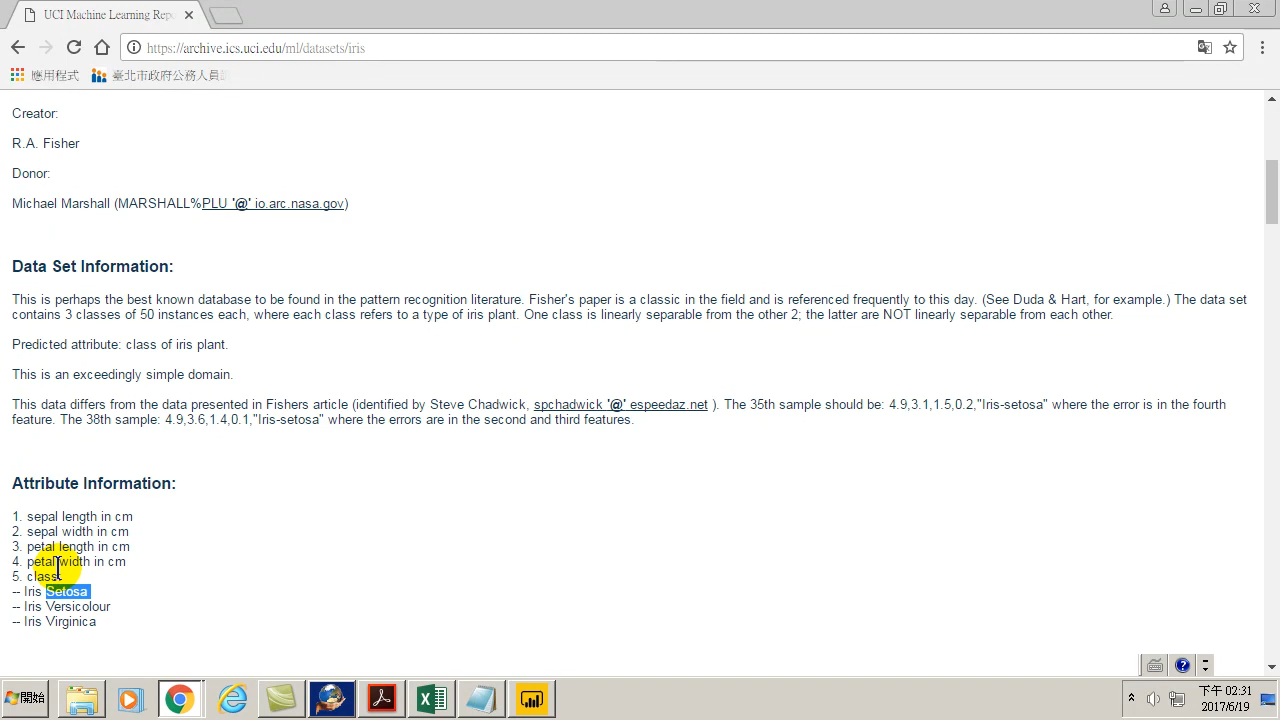 UCI Machine Learning Rep
https://archive.ics.uci.edu/ml/datasets/iris
應用程式
臺北市政府公務人員訓
Creator:
R.A. Fisher
Donor:
Michael Marshall (MARSHALL%PLU '@' io.arc.nasa.gov)
Data Set Information:
This is perhaps the best known database to be found in the pattern recognition literature. Fisher's paper is a classic in the field and is referenced frequently to this day. (See Duda & Hart, for example.) The data set
contains 3 classes of 50 instances each, where each class refers to a type of iris plant. One class is linearly separable from the other 2; the latter are NOT linearly separable from each other.
Predicted attribute: class of iris plant.
This is an exceedingly simple domain.
This data differs from the data presented in Fishers article (identified by Steve Chadwick, spchadwick '@' espeedaz.net ). The 35th sample should be: 4.9,3.1,1.5,0.2,"Iris-setosa" where the error is in the fourth
feature. The 38th sample: 4.9,3.6,1.4,0.1,"Iris-setosa" where the errors are in the second and third features.
Attribute Information:
1. sepal length in cm
2. sepal width in cm
3. petal length in cm
4. petal width in cm
5. class:
-- Iris Setosa
-- Iris Versicolour
-- Iris Virginica
開始
下午 02:31
2017/6/19